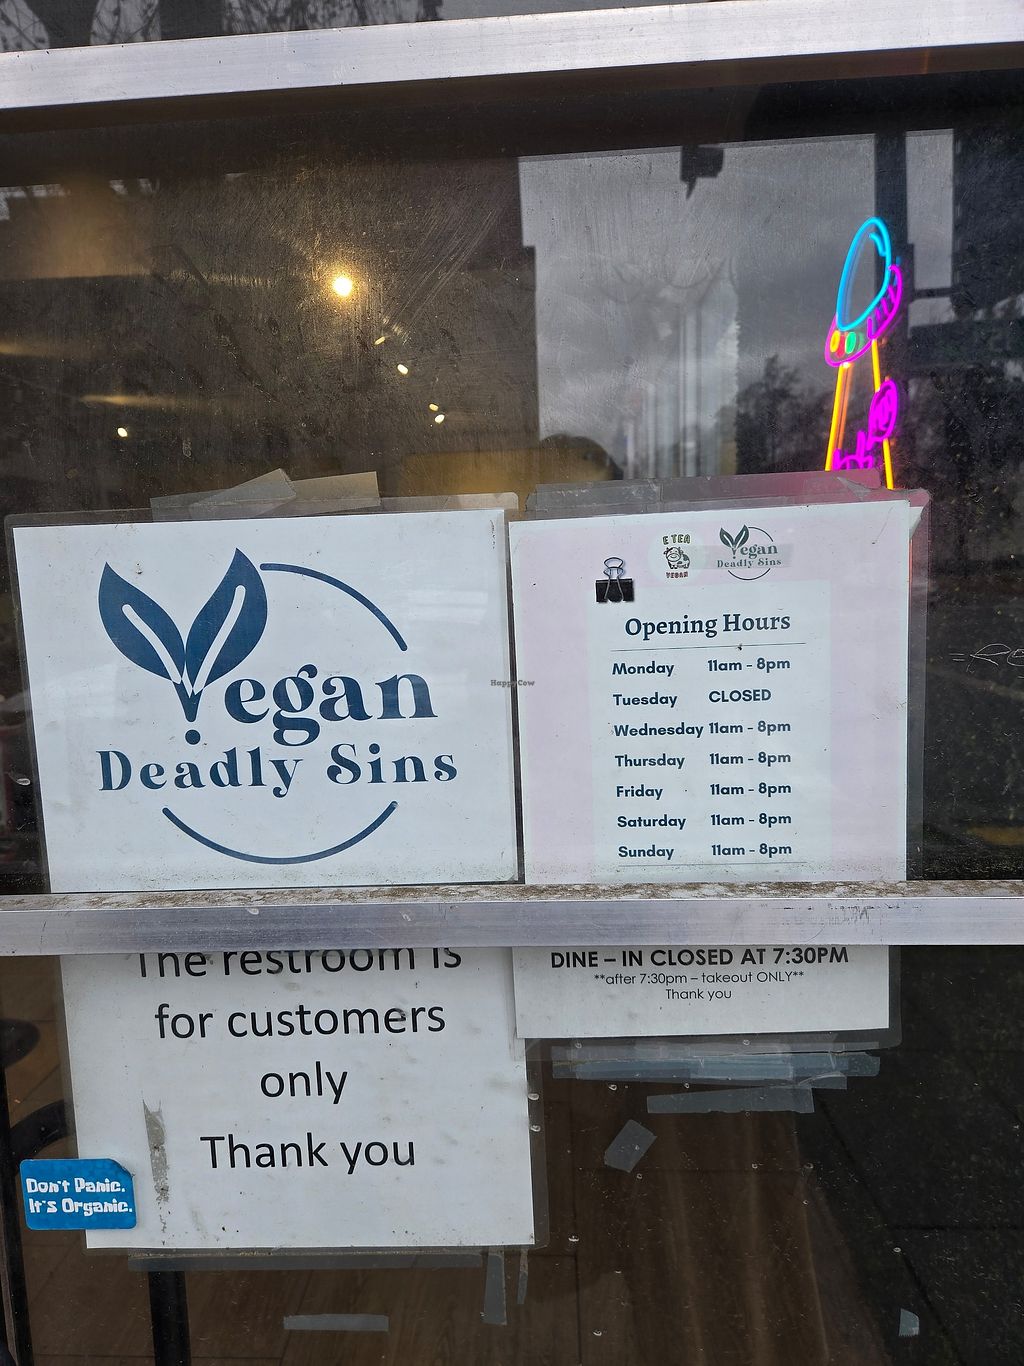 Vegan
Deadly Sins
E TEA
VEGAN
Vegan
Deadly Sins
Opening Hours
Monday 11am - 8pm
Tuesday CLOSED
Wednesday 11am - 8pm
Thursday 11am - 8pm
Friday 11am - 8pm
Saturday 11am - 8pm
Sunday 11am - 8pm
HappyCow
The restroom is
for customers
only
Thank you
DINE – IN CLOSED AT 7:30PM
**after 7:30pm – takeout ONLY**
Thank you
Don't Panic.
It's Organic.